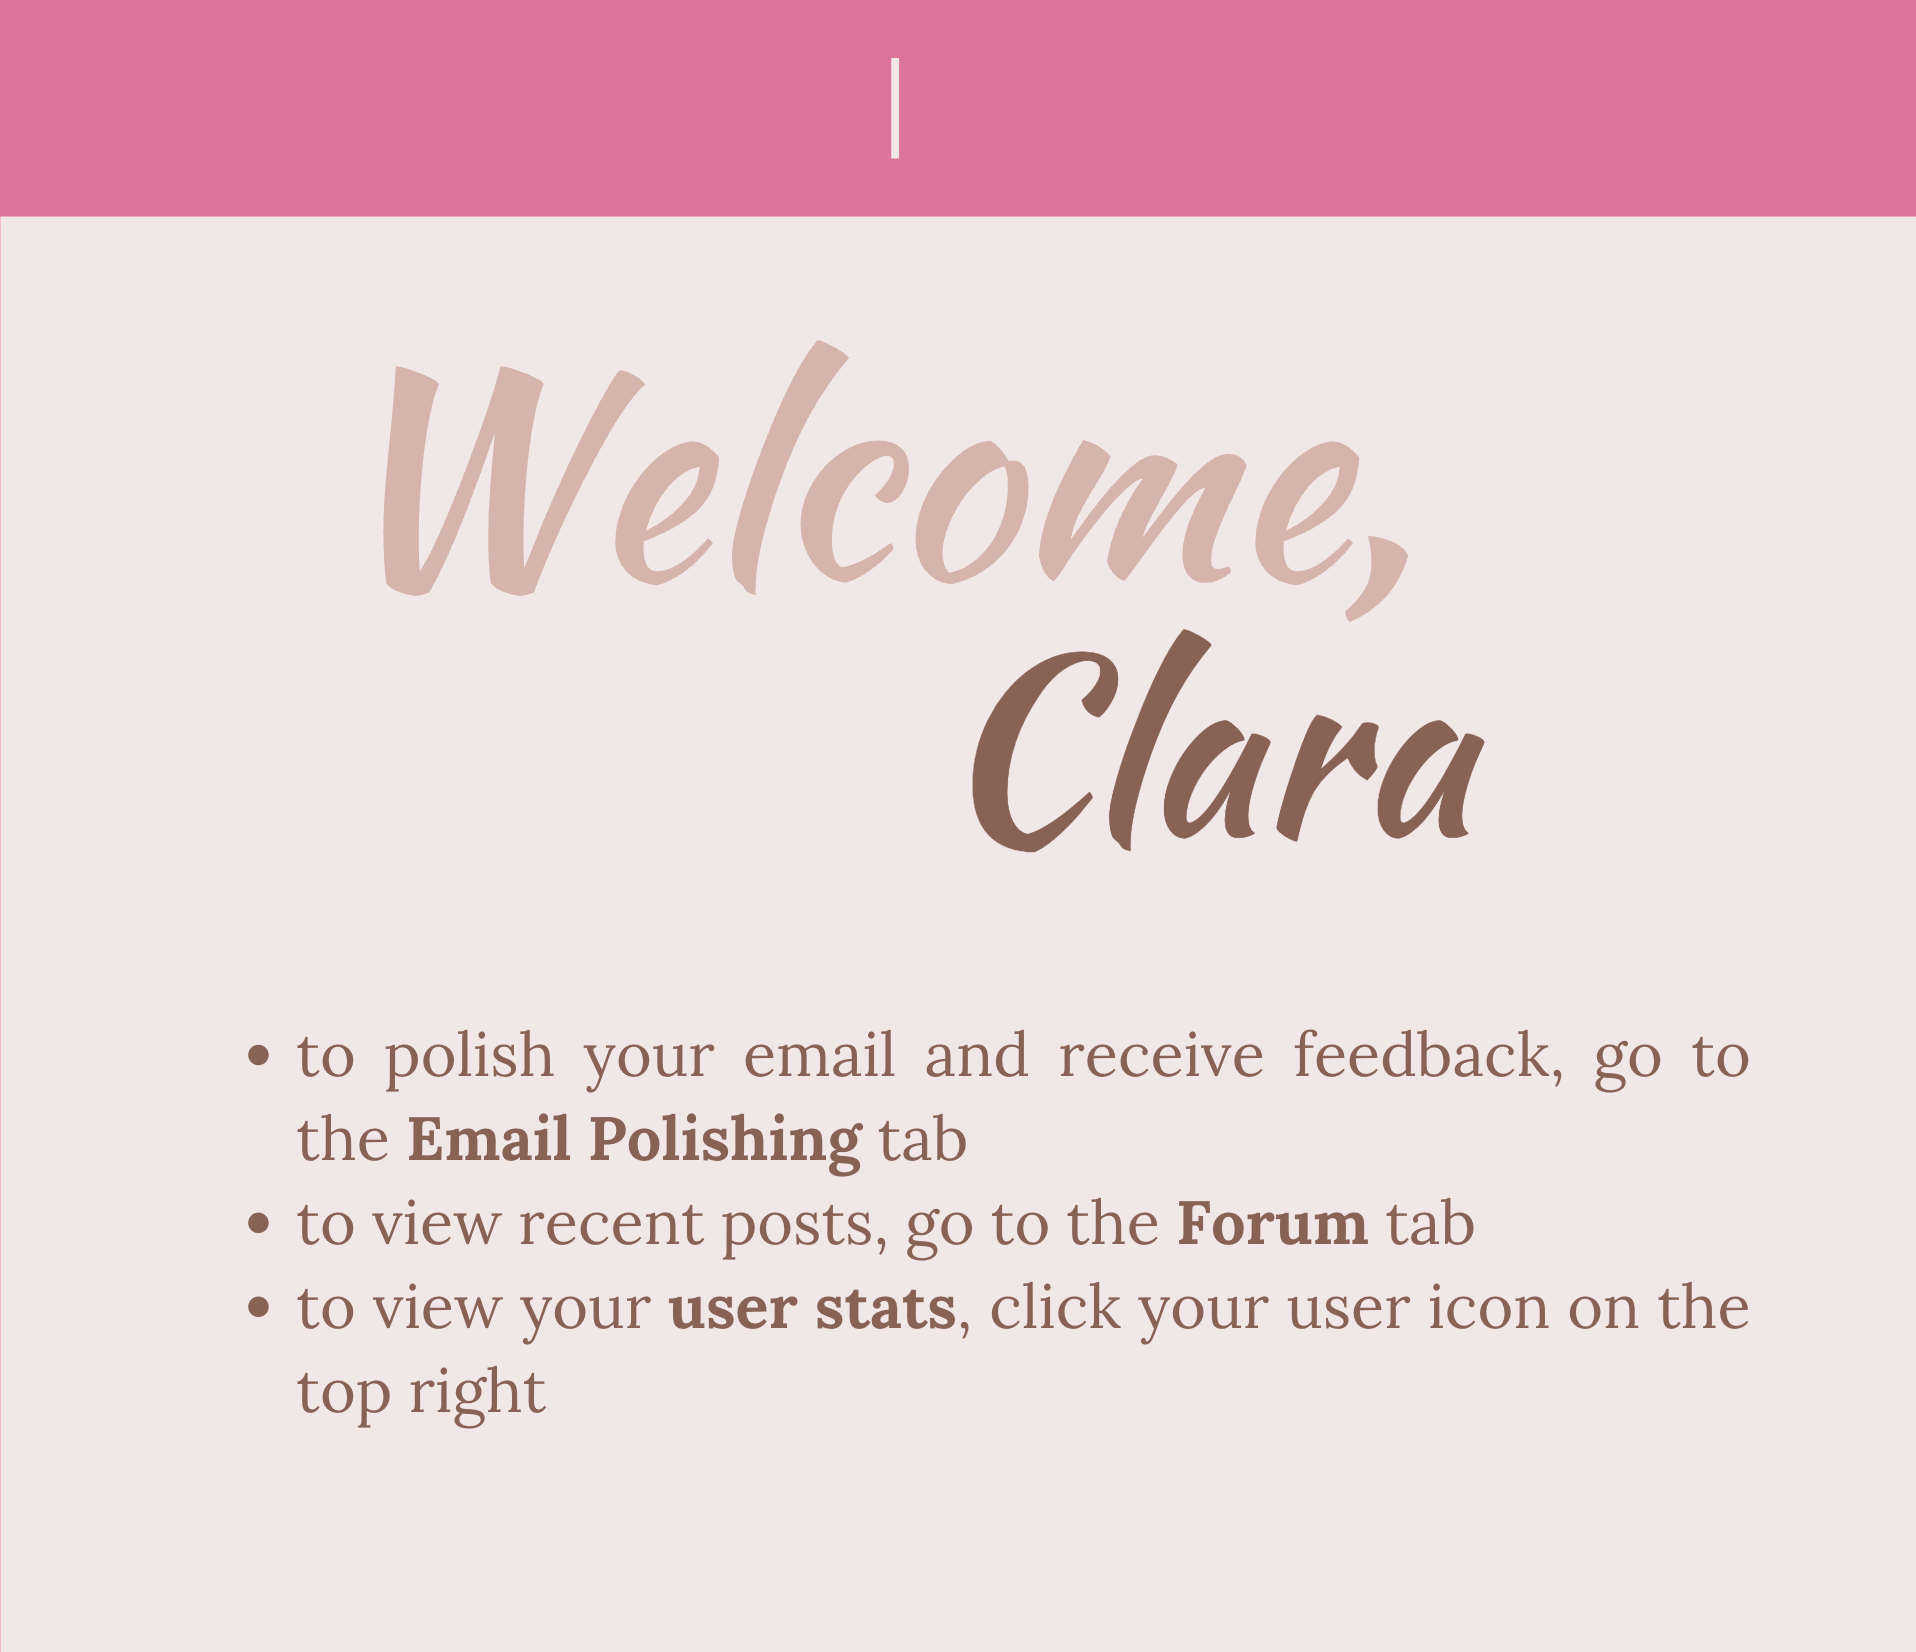 Welcome,
Clara
• to polish your email and receive feedback, go to
the Email Polishing tab
• to view recent posts, go to the Forum tab
• to view your user stats, click your user icon on the
top right